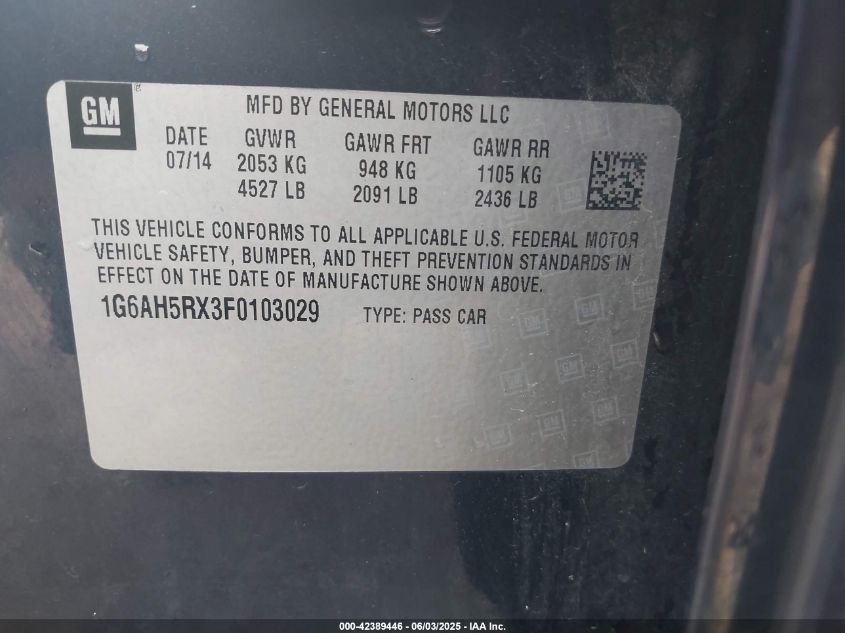 GM
MFD BY GENERAL MOTORS LLC
DATE GVWR GAWR FRT GAWR RR
07/14 2053 KG 948 KG 1105 KG
4527 LB 2091 LB 2436 LB
THIS VEHICLE CONFORMS TO ALL APPLICABLE U.S. FEDERAL MOTOR
VEHICLE SAFETY, BUMPER, AND THEFT PREVENTION STANDARDS IN
EFFECT ON THE DATE OF MANUFACTURE SHOWN ABOVE.
1G6AH5RX3F0103029 TYPE: PASS CAR
000-42389446 - 06/03/2025 - IAA Inc.